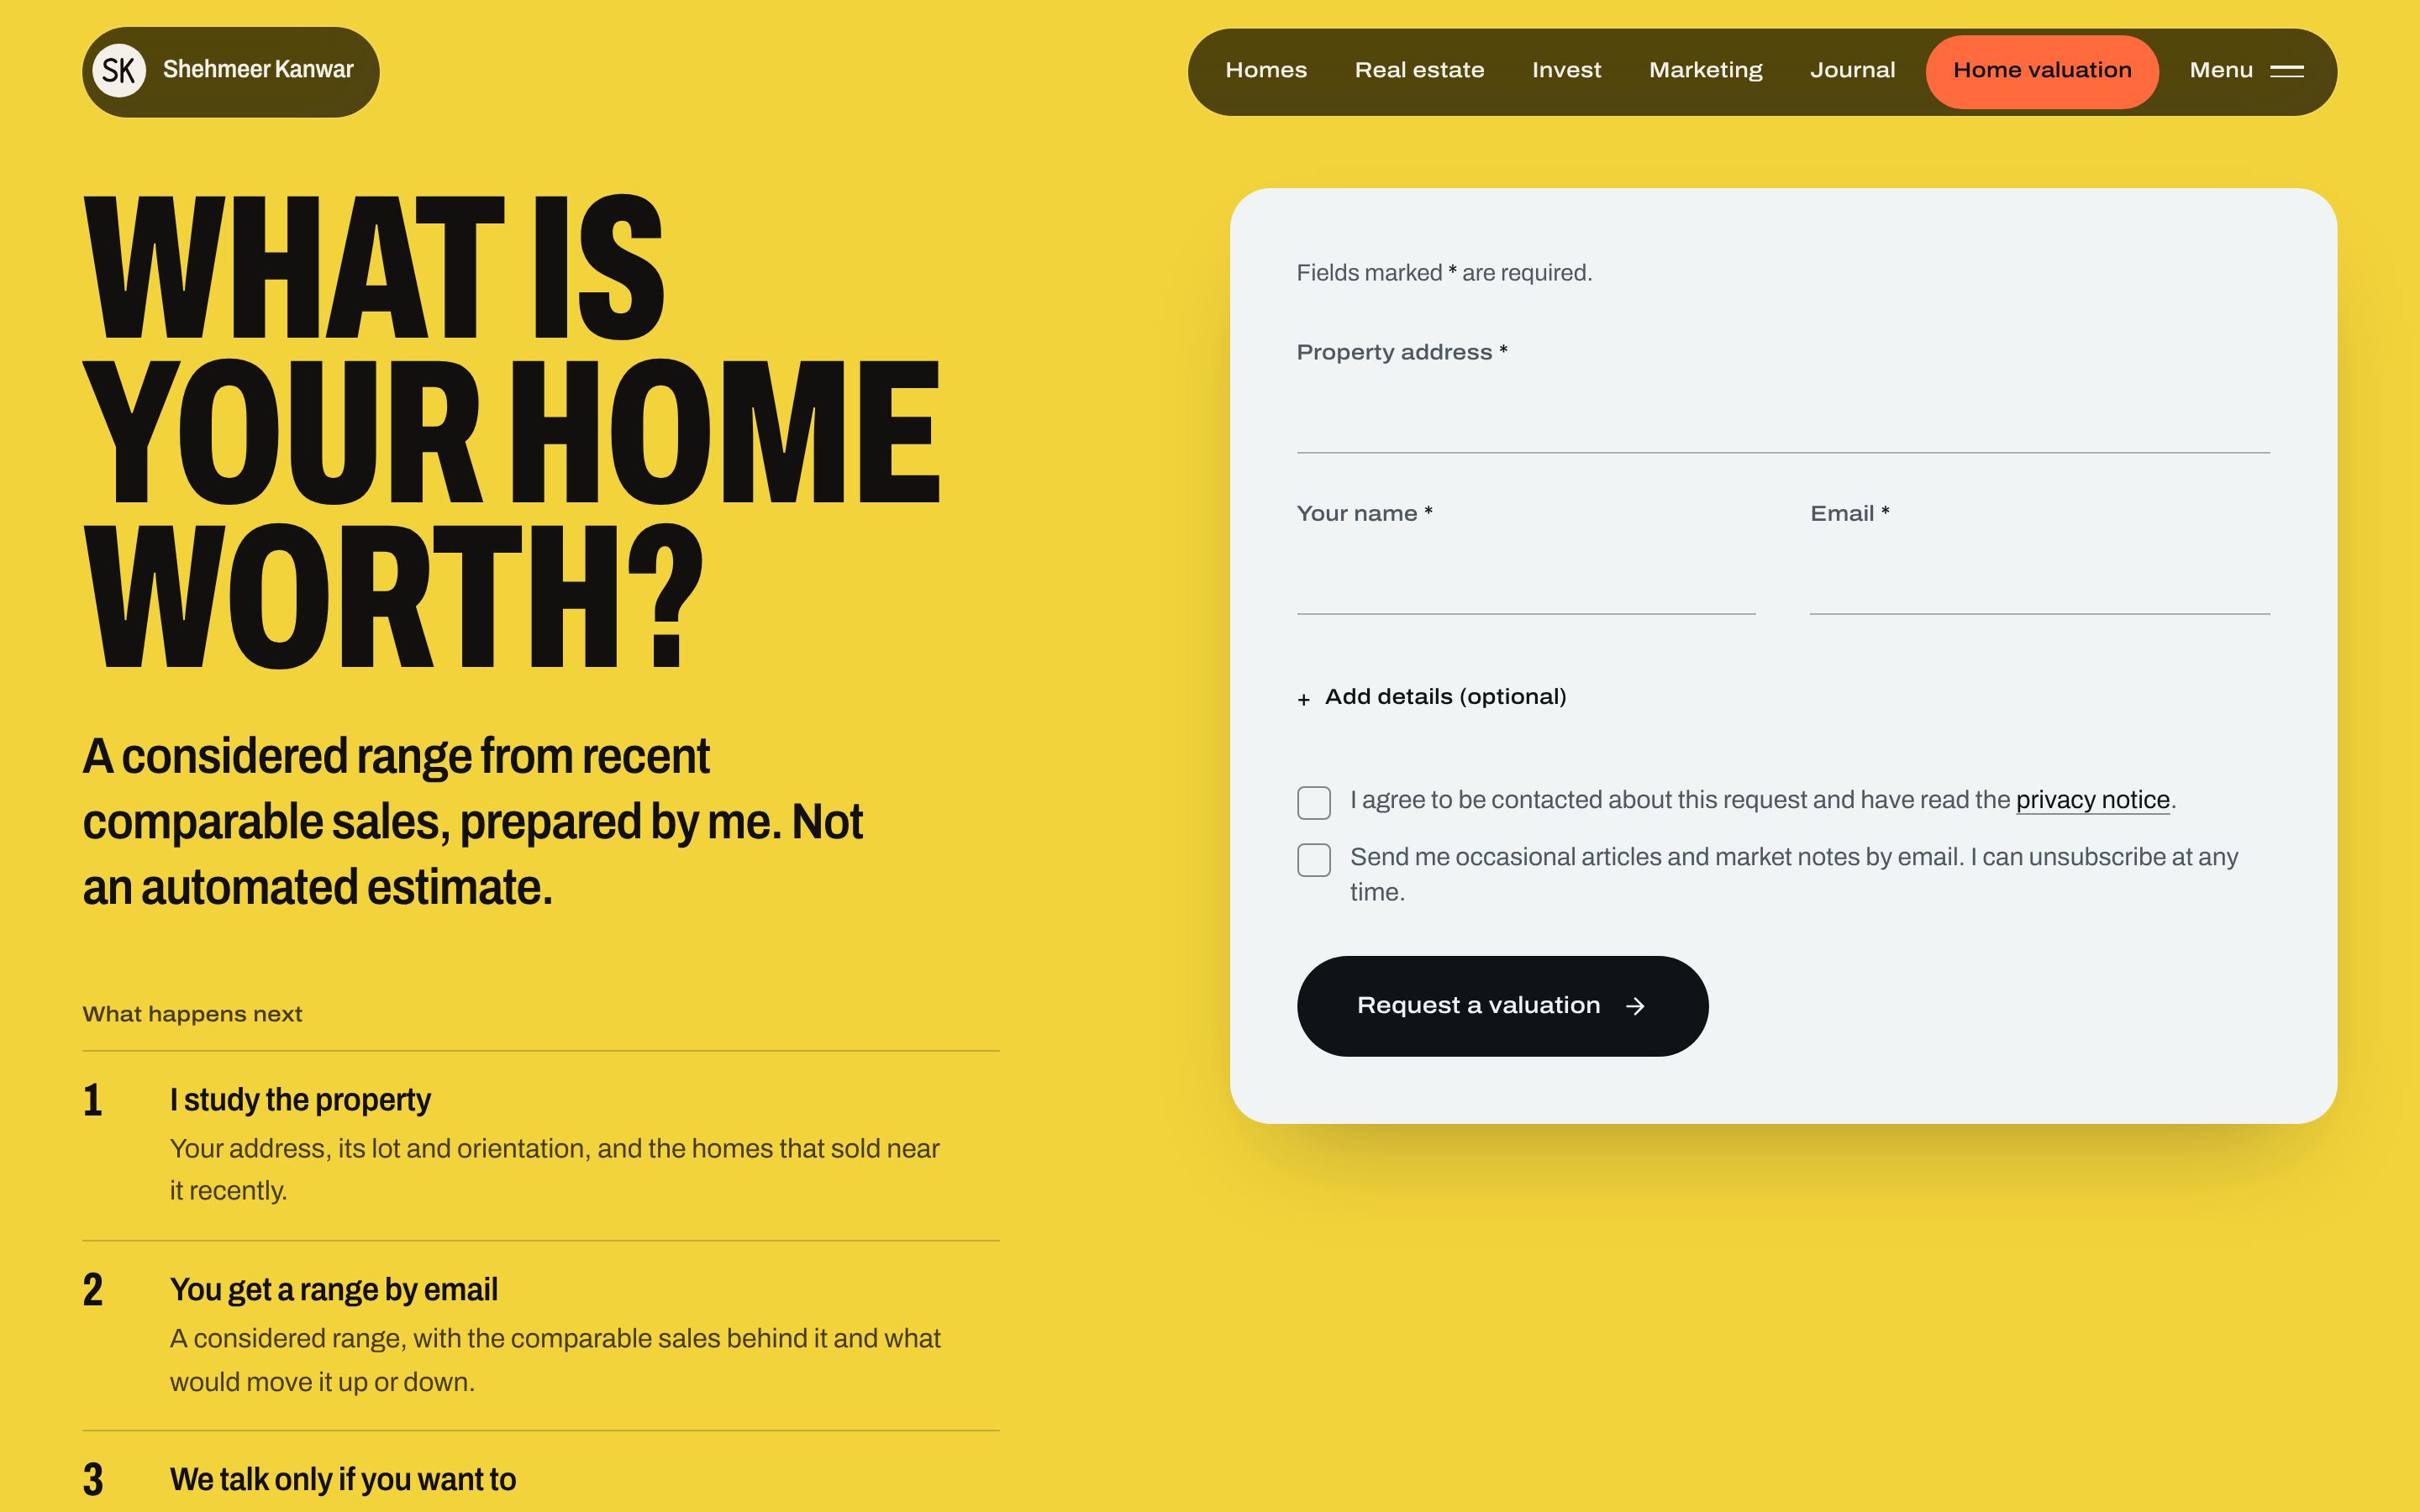 SK Shehmeer Kanwar
Homes Real estate Invest Marketing Journal Home valuation Menu
WHAT IS
YOUR HOME
WORTH?
A considered range from recent
comparable sales, prepared by me. Not
an automated estimate.
What happens next
1 I study the property
Your address, its lot and orientation, and the homes that sold near
it recently.
2 You get a range by email
A considered range, with the comparable sales behind it and what
would move it up or down.
3 We talk only if you want to
Fields marked * are required.
Property address *
Your name * Email *
+ Add details (optional)
I agree to be contacted about this request and have read the privacy notice.
Send me occasional articles and market notes by email. I can unsubscribe at any
time.
Request a valuation →